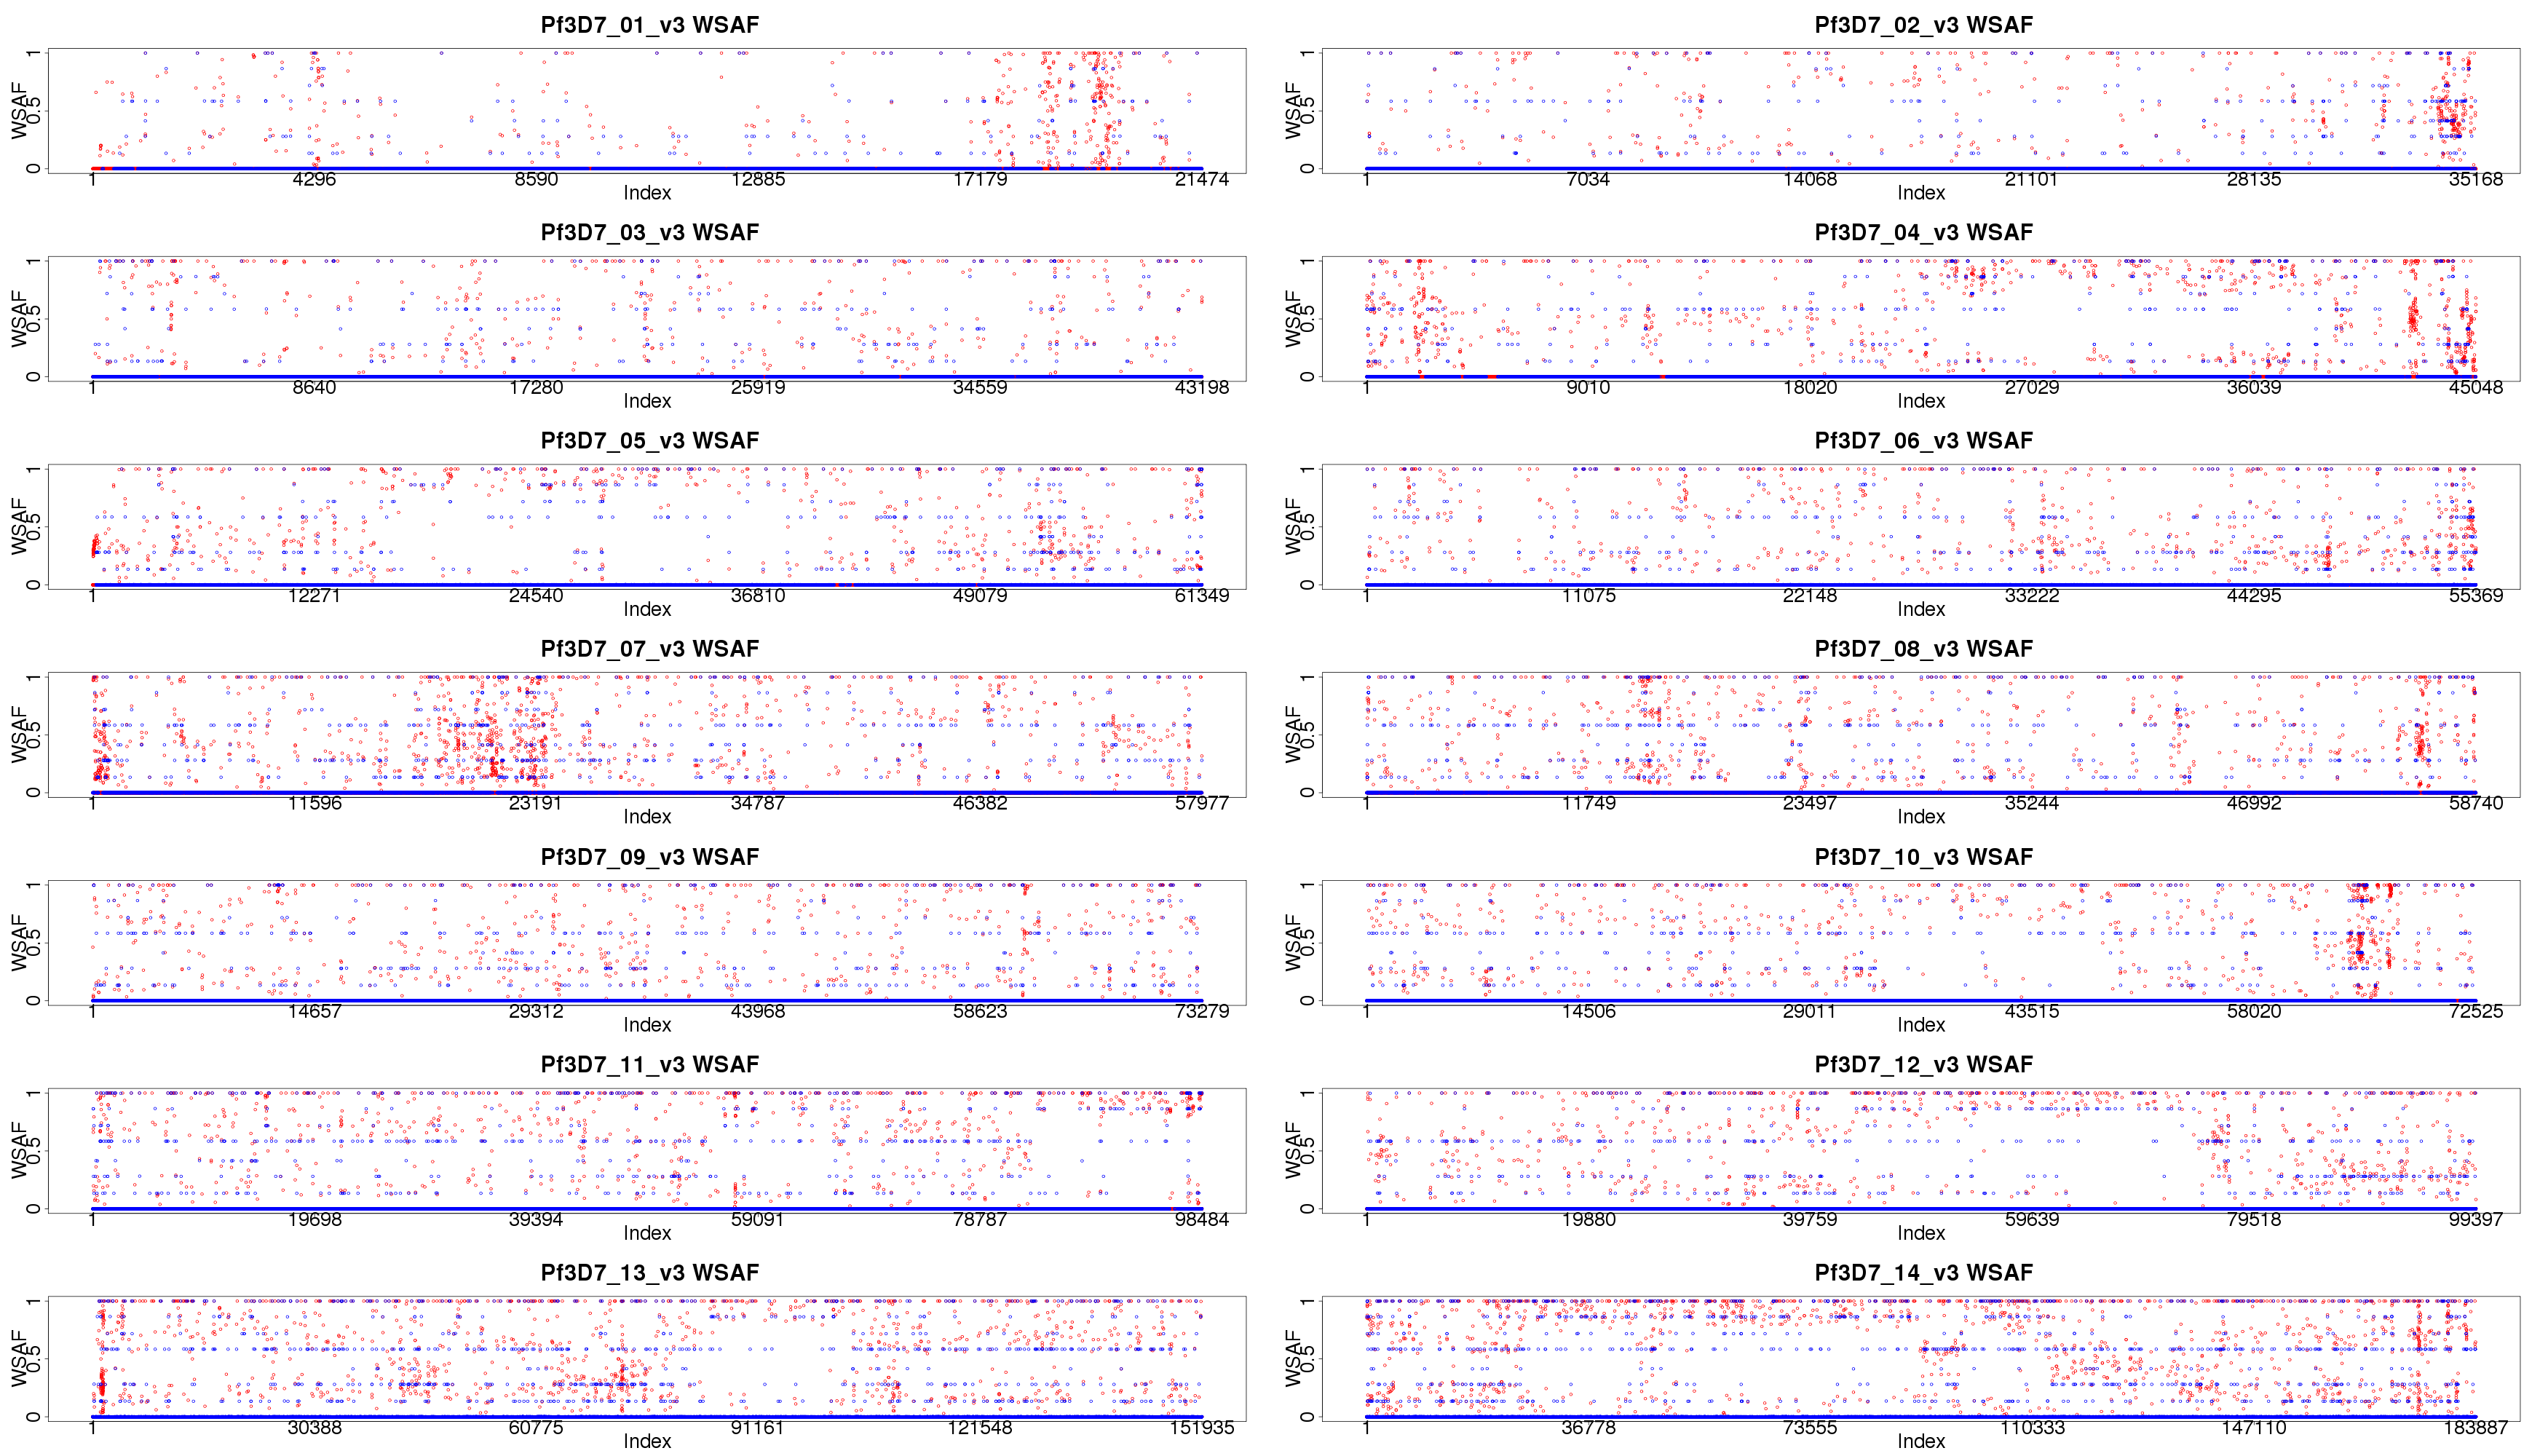 Pf3D7_01_v3 WSAF
WSAF
0 0.5 1
1 4296 8590 12885 17179 21474
Index
Pf3D7_02_v3 WSAF
WSAF
0 0.5 1
1 7034 14068 21101 28135 35168
Index
Pf3D7_03_v3 WSAF
WSAF
0 0.5 1
1 8640 17280 25919 34559 43198
Index
Pf3D7_04_v3 WSAF
WSAF
0 0.5 1
1 9010 18020 27029 36039 45048
Index
Pf3D7_05_v3 WSAF
WSAF
0 0.5 1
1 12271 24540 36810 49079 61349
Index
Pf3D7_06_v3 WSAF
WSAF
0 0.5 1
1 11075 22148 33222 44295 55369
Index
Pf3D7_07_v3 WSAF
WSAF
0 0.5 1
1 11596 23191 34787 46382 57977
Index
Pf3D7_08_v3 WSAF
WSAF
0 0.5 1
1 11749 23497 35244 46992 58740
Index
Pf3D7_09_v3 WSAF
WSAF
0 0.5 1
1 14657 29312 43968 58623 73279
Index
Pf3D7_10_v3 WSAF
WSAF
0 0.5 1
1 14506 29011 43515 58020 72525
Index
Pf3D7_11_v3 WSAF
WSAF
0 0.5 1
1 19698 39394 59091 78787 98484
Index
Pf3D7_12_v3 WSAF
WSAF
0 0.5 1
1 19880 39759 59639 79518 99397
Index
Pf3D7_13_v3 WSAF
WSAF
0 0.5 1
1 30388 60775 91161 121548 151935
Index
Pf3D7_14_v3 WSAF
WSAF
0 0.5 1
1 36778 73555 110333 147110 183887
Index